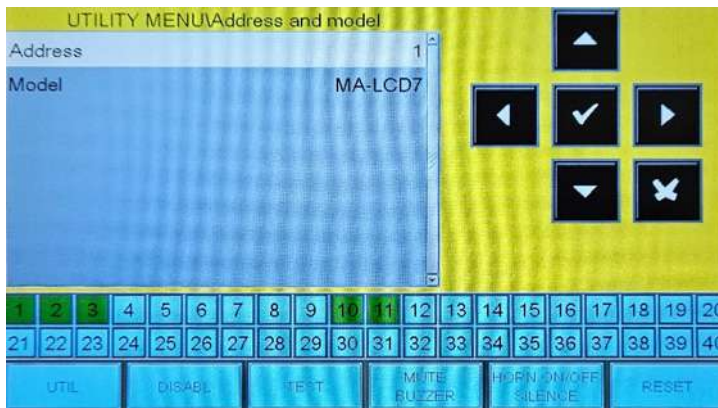 UTILITY MENU\Address and model
Address 1
Model MA-LCD7
1 2 3 4 5 6 7 8 9 10 11 12 13 14 15 16 17 18 19 20
21 22 23 24 25 26 27 28 29 30 31 32 33 34 35 36 37 38 39 40
UTIL DISABL TEST MUTE BUZZER HORN ON/OFF SILENCE RESET